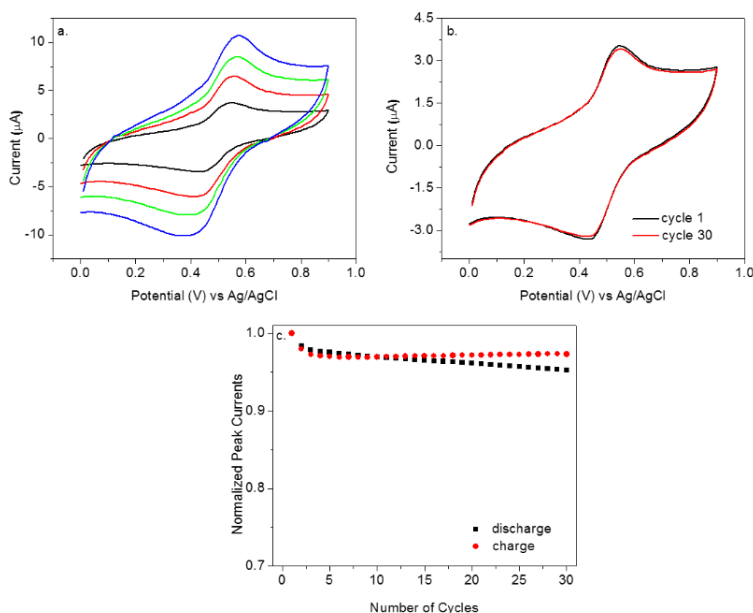 a.
10
5
0
-5
-10
Current (μA)
0.0 0.2 0.4 0.6 0.8 1.0
Potential (V) vs Ag/AgCl
b.
4.5
3.0
1.5
0.0
-1.5
-3.0
Current (μA)
cycle 1
cycle 30
0.0 0.2 0.4 0.6 0.8 1.0
Potential (V) vs Ag/AgCl
c.
1.0
0.9
0.8
0.7
Normalized Peak Currents
discharge
charge
0 5 10 15 20 25 30
Number of Cycles